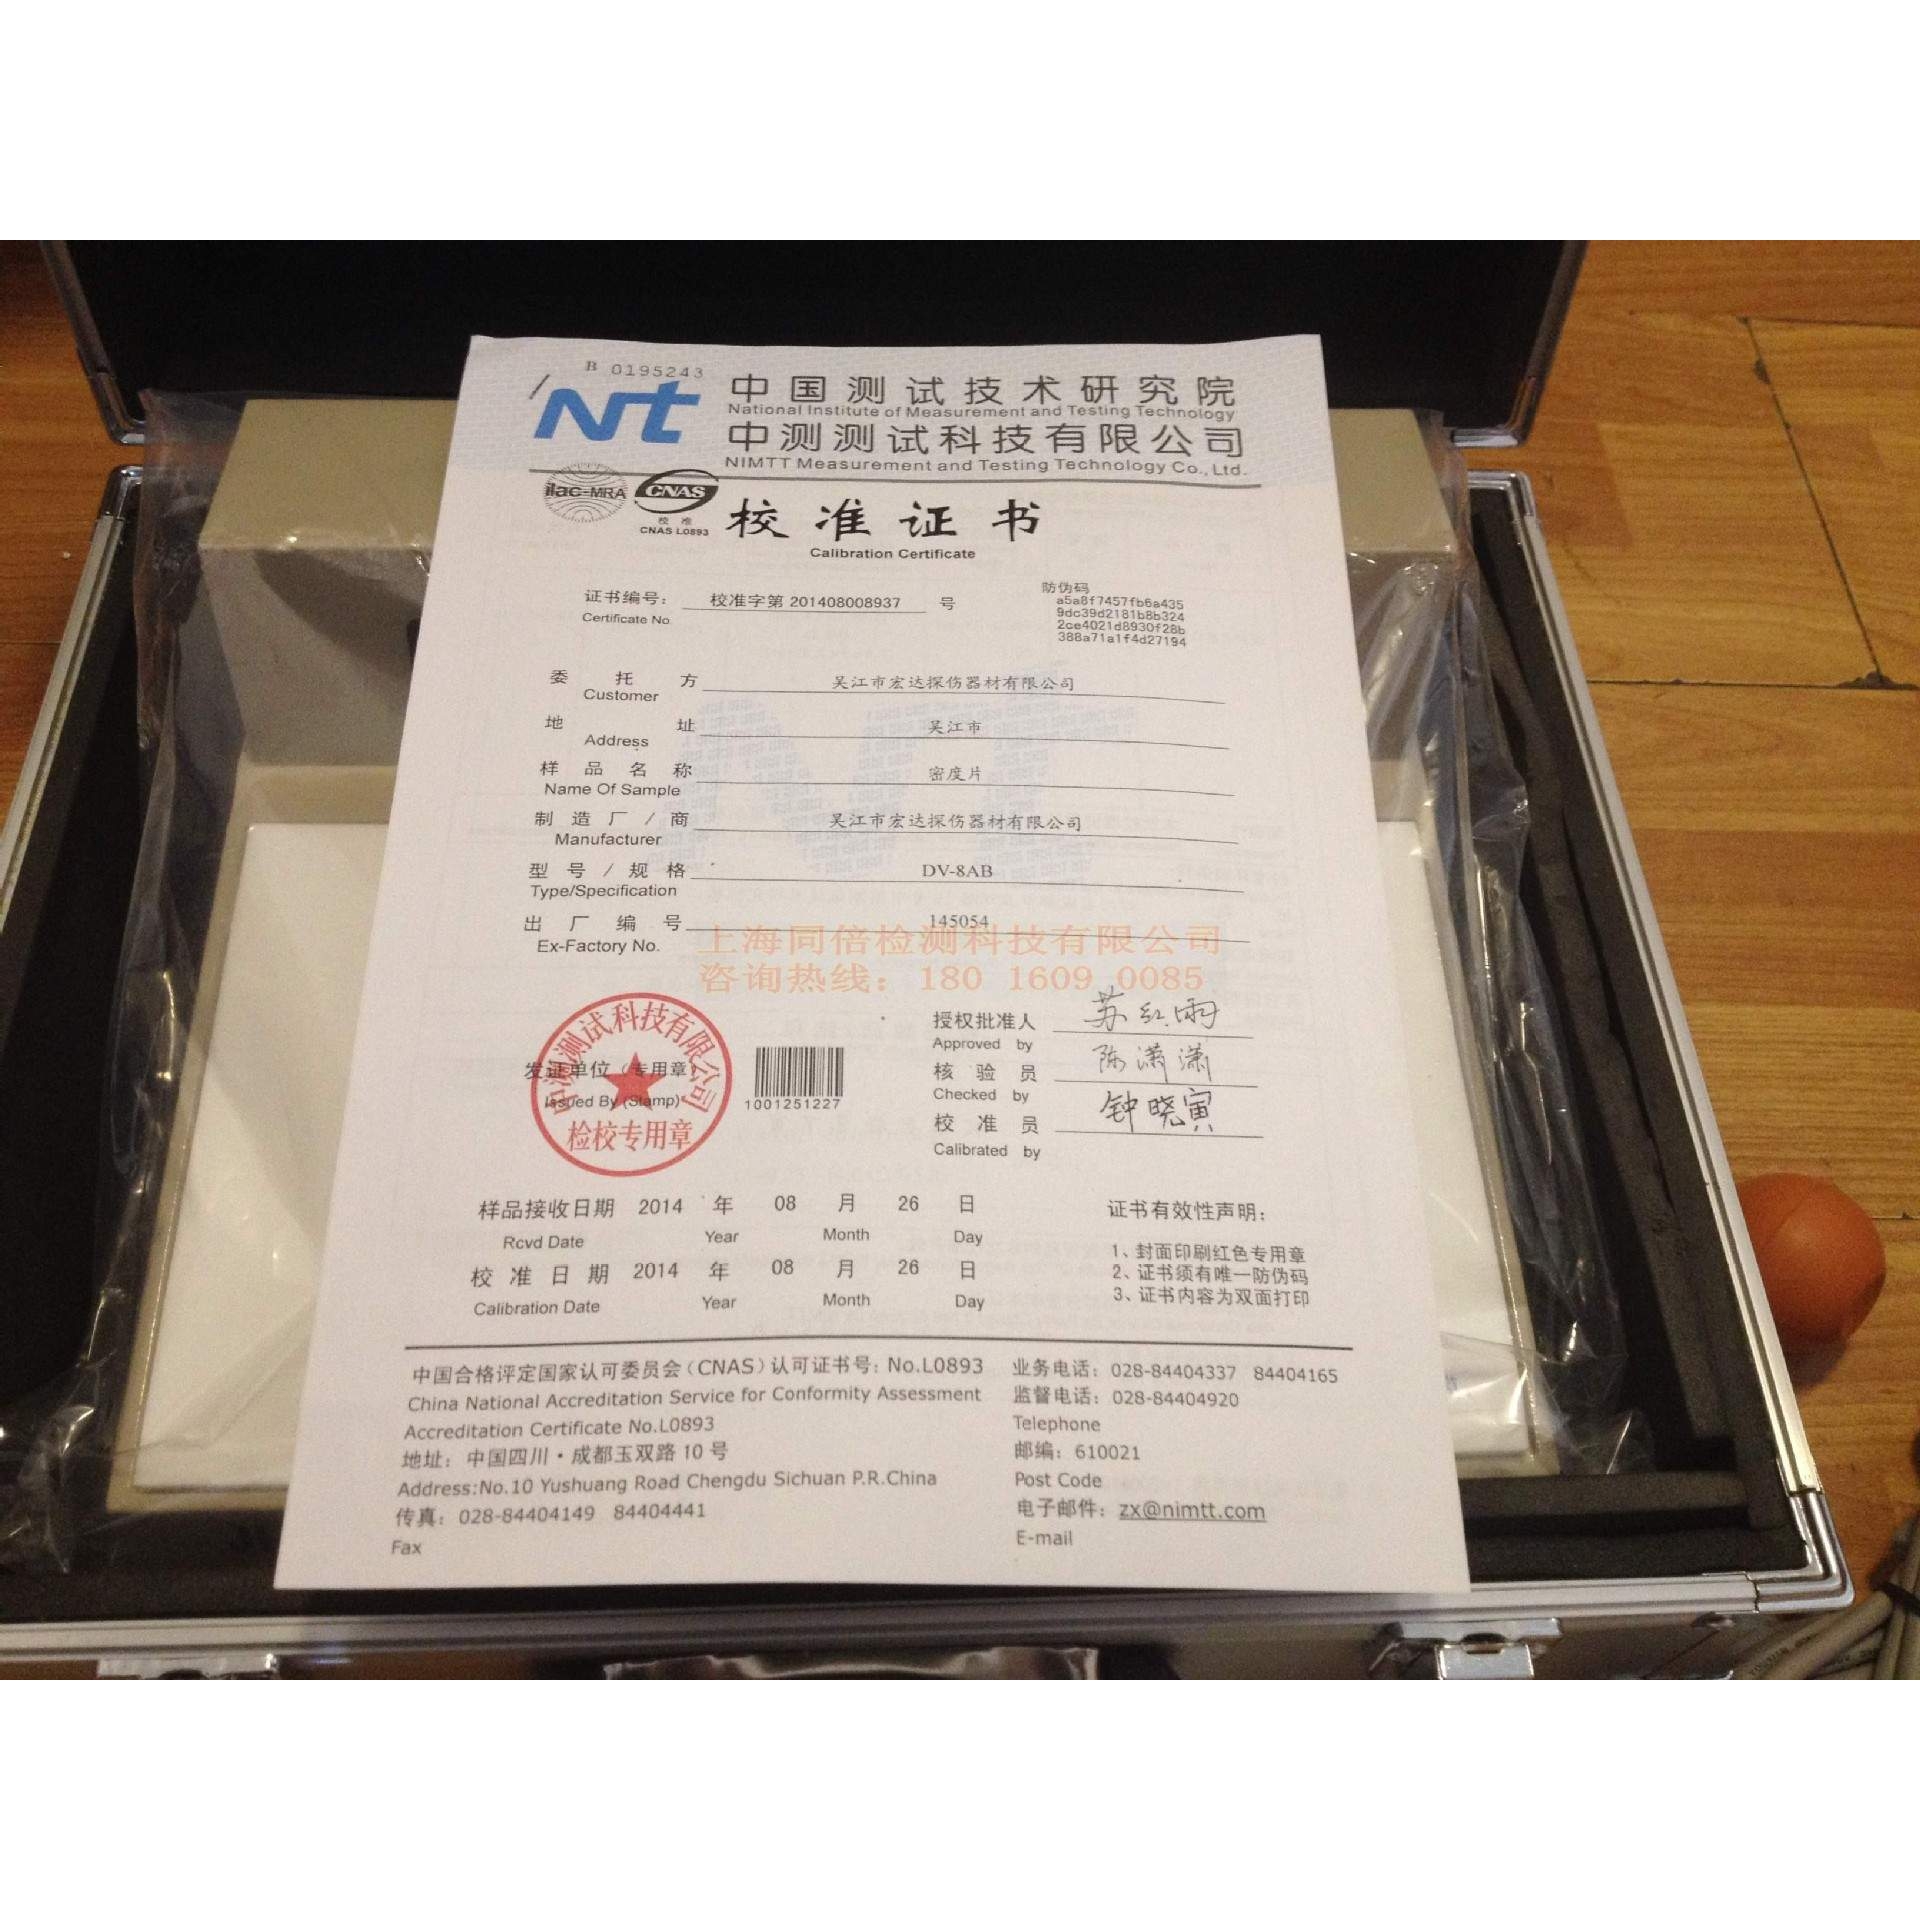 B 0195243
Nt
中国测试技术研究院
National Institute of Measurement and Testing Technology
中测测试科技有限公司
NIMTT Measurement and Testing Technology Co., Ltd.
ilac-MRA
CNAS
校准
CNAS L0893
校准证书
Calibration Certificate
证书编号: 校准字第 201408008937 号
Certificate No.
防伪码
a5a8f7457fb6a435
9dc39d2181b8b324
2ce4021d8930f28b
388a71a1f4d27194
委托方 吴江市宏达探伤器材有限公司
Customer
地址 吴江市
Address
样品名称 密度片
Name Of Sample
制造厂/商 吴江市宏达探伤器材有限公司
Manufacturer
型号/规格 DV-8AB
Type/Specification
出厂编号 145054
Ex-Factory No.
上海同倍检测科技有限公司
咨询热线: 180 1609 0085
中测测试科技有限公司
发证单位(专用章)
Issued By (Stamp)
检校专用章
1001251227
授权批准人 苏红雨
Approved by
核验员 陈潇潇
Checked by
校准员 钟晓寅
Calibrated by
样品接收日期 2014 年 08 月 26 日
Rcvd Date Year Month Day
校准日期 2014 年 08 月 26 日
Calibration Date Year Month Day
证书有效性声明:
1、封面印刷红色专用章
2、证书须有唯一防伪码
3、证书内容为双面打印
中国合格评定国家认可委员会(CNAS)认可证书号: No.L0893
China National Accreditation Service for Conformity Assessment
Accreditation Certificate No.L0893
地址: 中国四川·成都玉双路10号
Address:No.10 Yushuang Road Chengdu Sichuan P.R.China
传真: 028-84404149 84404441
Fax
业务电话: 028-84404337 84404165
监督电话: 028-84404920
Telephone
邮编: 610021
Post Code
电子邮件: zx@nimtt.com
E-mail